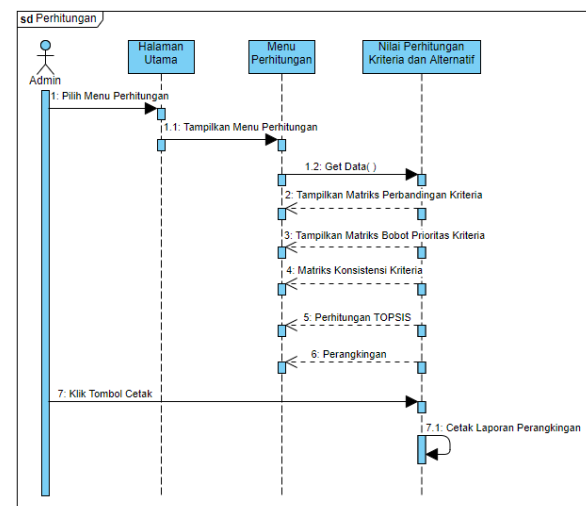 sd Perhitungan
Halaman
Utama
Menu
Perhitungan
Nilai Perhitungan
Kriteria dan Alternatif
Admin
1: Pilih Menu Perhitungan
1.1: Tampilkan Menu Perhitungan
1.2: Get Data( )
2: Tampilkan Matriks Perbandingan Kriteria
3: Tampilkan Matriks Bobot Prioritas Kriteria
4: Matriks Konsistensi Kriteria
5: Perhitungan TOPSIS
6: Perangkingan
7: Klik Tombol Cetak
7.1: Cetak Laporan Perangkingan